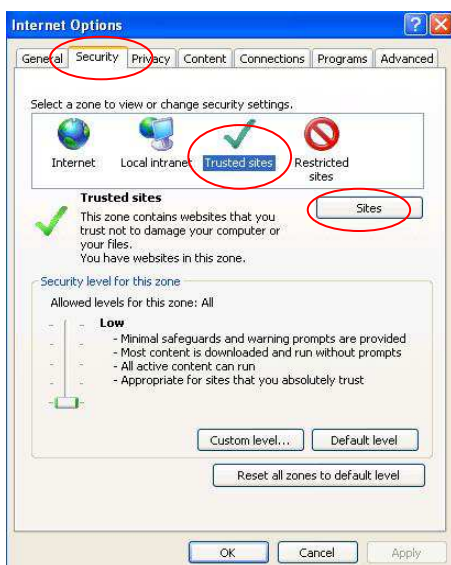 Internet Options
General Security Privacy Content Connections Programs Advanced
Select a zone to view or change security settings.
Internet Local intranet Trusted sites Restricted
sites
Trusted sites
Sites
This zone contains websites that you
trust not to damage your computer or
your files.
You have websites in this zone.
Security level for this zone
Allowed levels for this zone: All
Low
- Minimal safeguards and warning prompts are provided
- Most content is downloaded and run without prompts
- All active content can run
- Appropriate for sites that you absolutely trust
Custom level... Default level
Reset all zones to default level
OK Cancel Apply